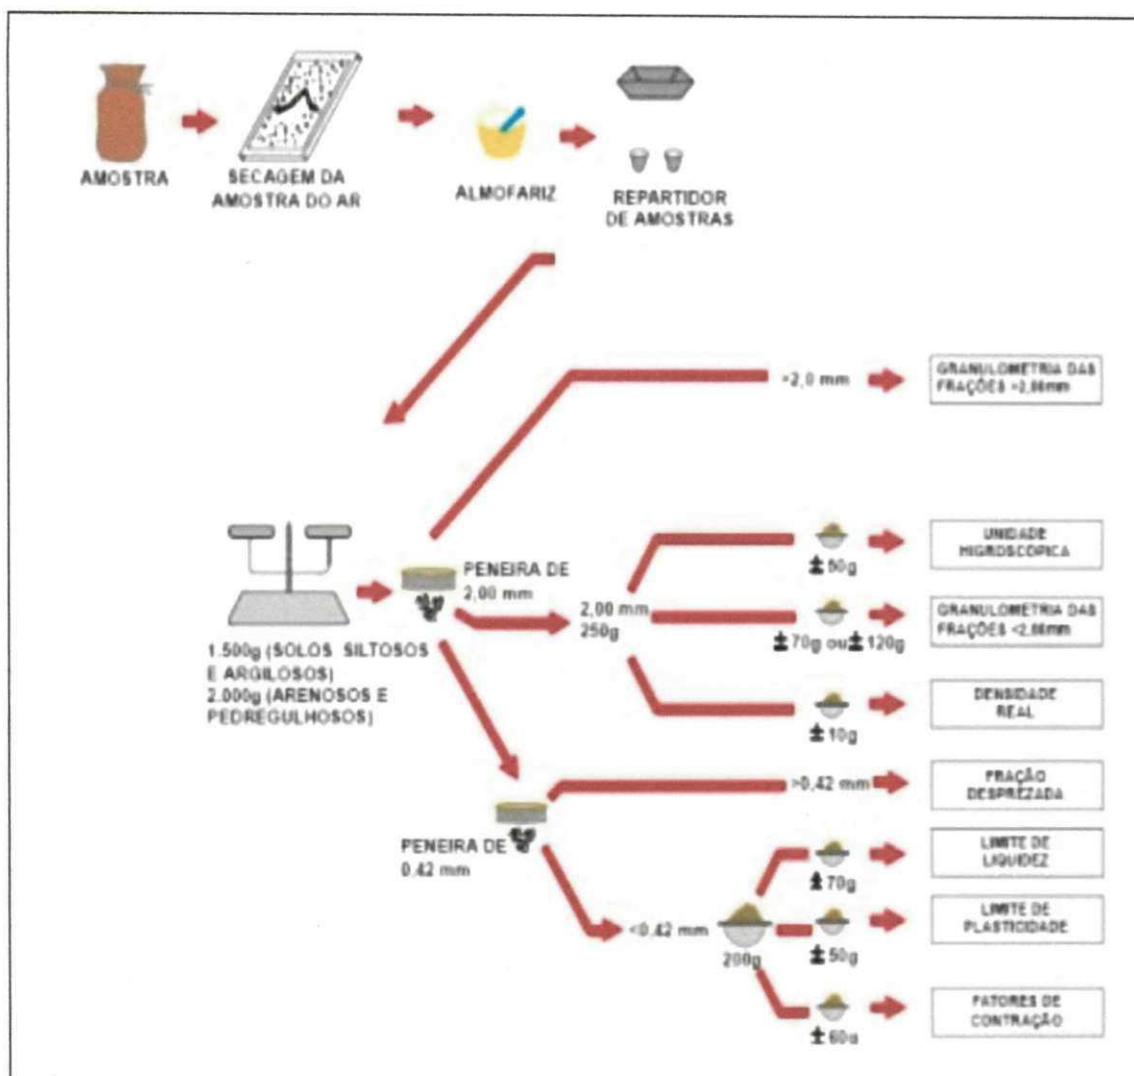 AMOSTRA
SECAGEM DA
AMOSTRA DO AR
ALMOFARIZ
REPARTIDOR
DE AMOSTRAS
>2,0 mm
GRANULOMETRIA DAS
FRAÇÕES >2,00mm
UNIDADE
HIGROSCOPICA
±50g
PENEIRA DE
2,00 mm
2,00 mm
250g
GRANULOMETRIA DAS
FRAÇÕES <2,00mm
±70g ou ±120g
1.500g (SOLOS SILTOSOS
E ARGILOSOS)
2.000g (ARENOSOS E
PEDREGULHOSOS)
DENSIDADE
REAL
±10g
>0,42 mm
FRAÇÃO
DESPREZADA
PENEIRA DE
0.42 mm
LIMITE DE
LIQUIDEZ
±70g
<0,42 mm
200g
LIMITE DE
PLASTICIDADE
±50g
FATORES DE
CONTRAÇÃO
±60g